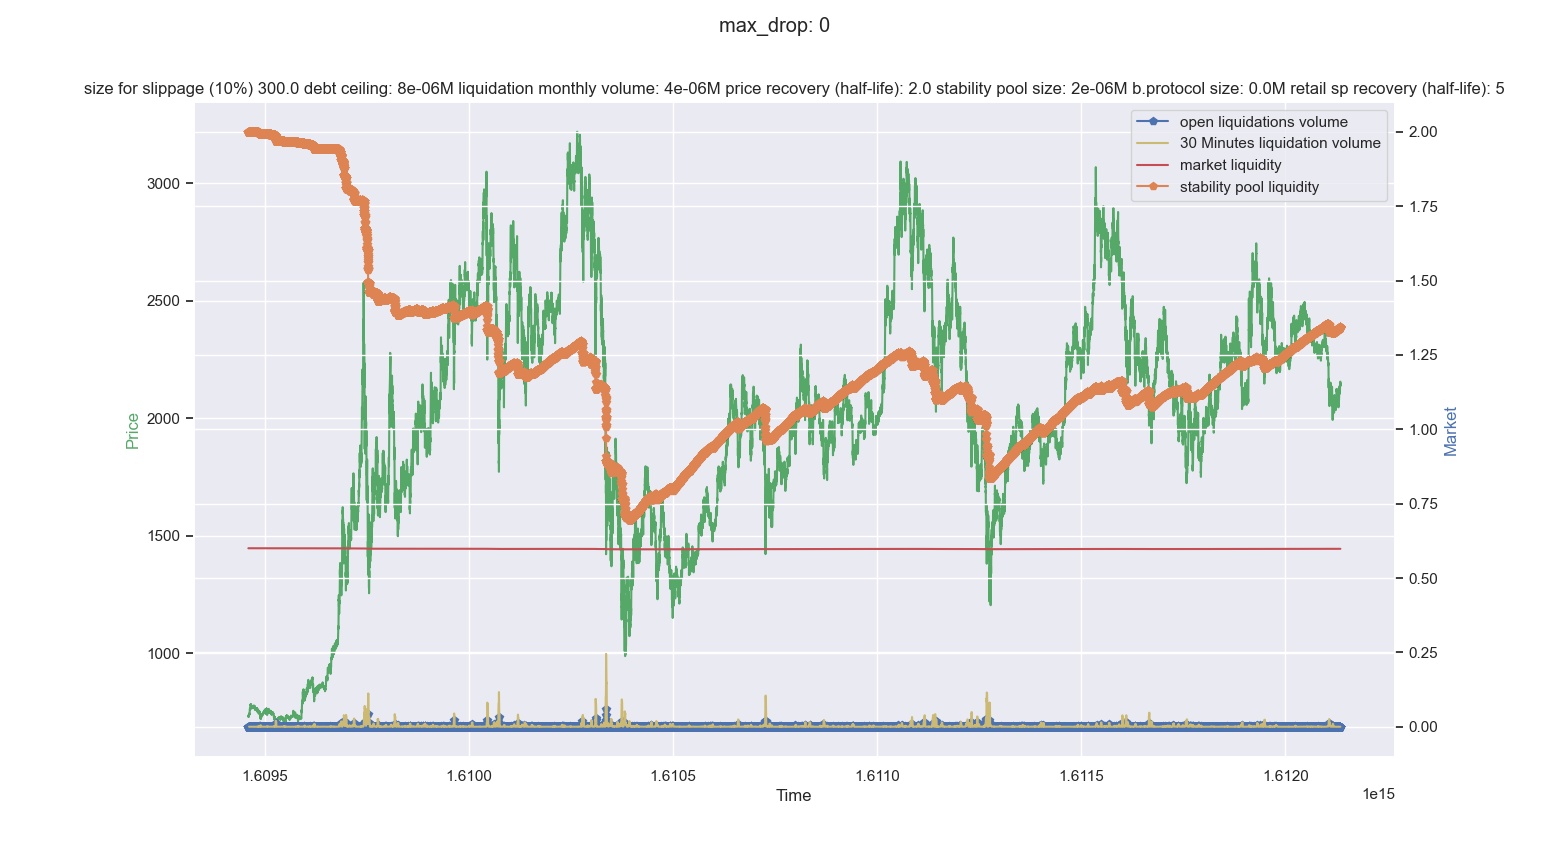 max_drop: 0
size for slippage (10%) 300.0 debt ceiling: 8e-06M liquidation monthly volume: 4e-06M price recovery (half-life): 2.0 stability pool size: 2e-06M b.protocol size: 0.0M retail sp recovery (half-life): 5
open liquidations volume
30 Minutes liquidation volume
market liquidity
stability pool liquidity
3000
2500
2000
1500
1000
Price
2.00
1.75
1.50
1.25
1.00
0.75
0.50
0.25
0.00
Market
1.6095 1.6100 1.6105 1.6110 1.6115 1.6120
1e15
Time